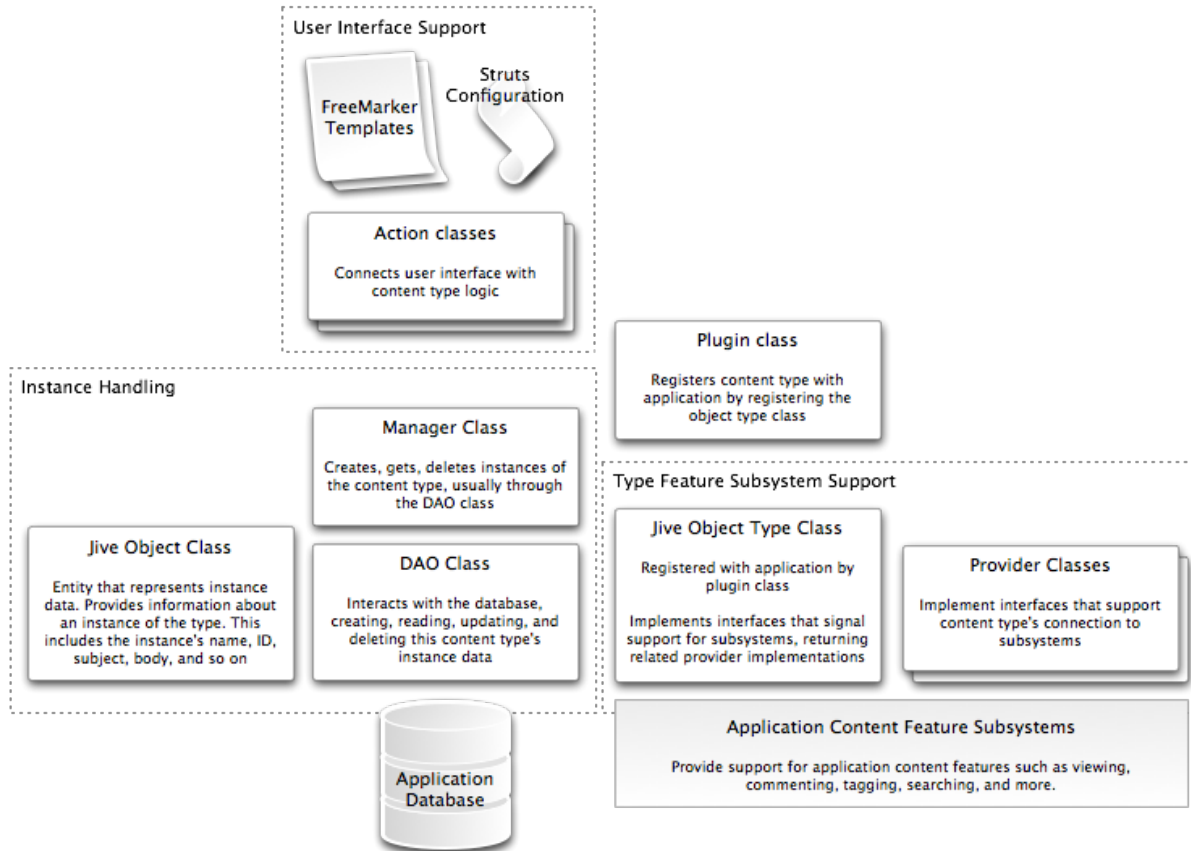 User Interface Support
FreeMarker
Templates
Struts
Configuration
Action classes
Connects user interface with
content type logic
Plugin class
Registers content type with
application by registering the
object type class
Instance Handling
Manager Class
Creates, gets, deletes instances of
the content type, usually through
the DAO class
Jive Object Class
Entity that represents instance
data. Provides information about
an instance of the type. This
includes the instance's name, ID,
subject, body, and so on
DAO Class
Interacts with the database,
creating, reading, updating, and
deleting this content type's
instance data
Type Feature Subsystem Support
Jive Object Type Class
Registered with application by
plugin class
Implements interfaces that signal
support for subsystems, returning
related provider implementations
Provider Classes
Implement interfaces that support
content type's connection to
subsystems
Application
Database
Application Content Feature Subsystems
Provide support for application content features such as viewing,
commenting, tagging, searching, and more.